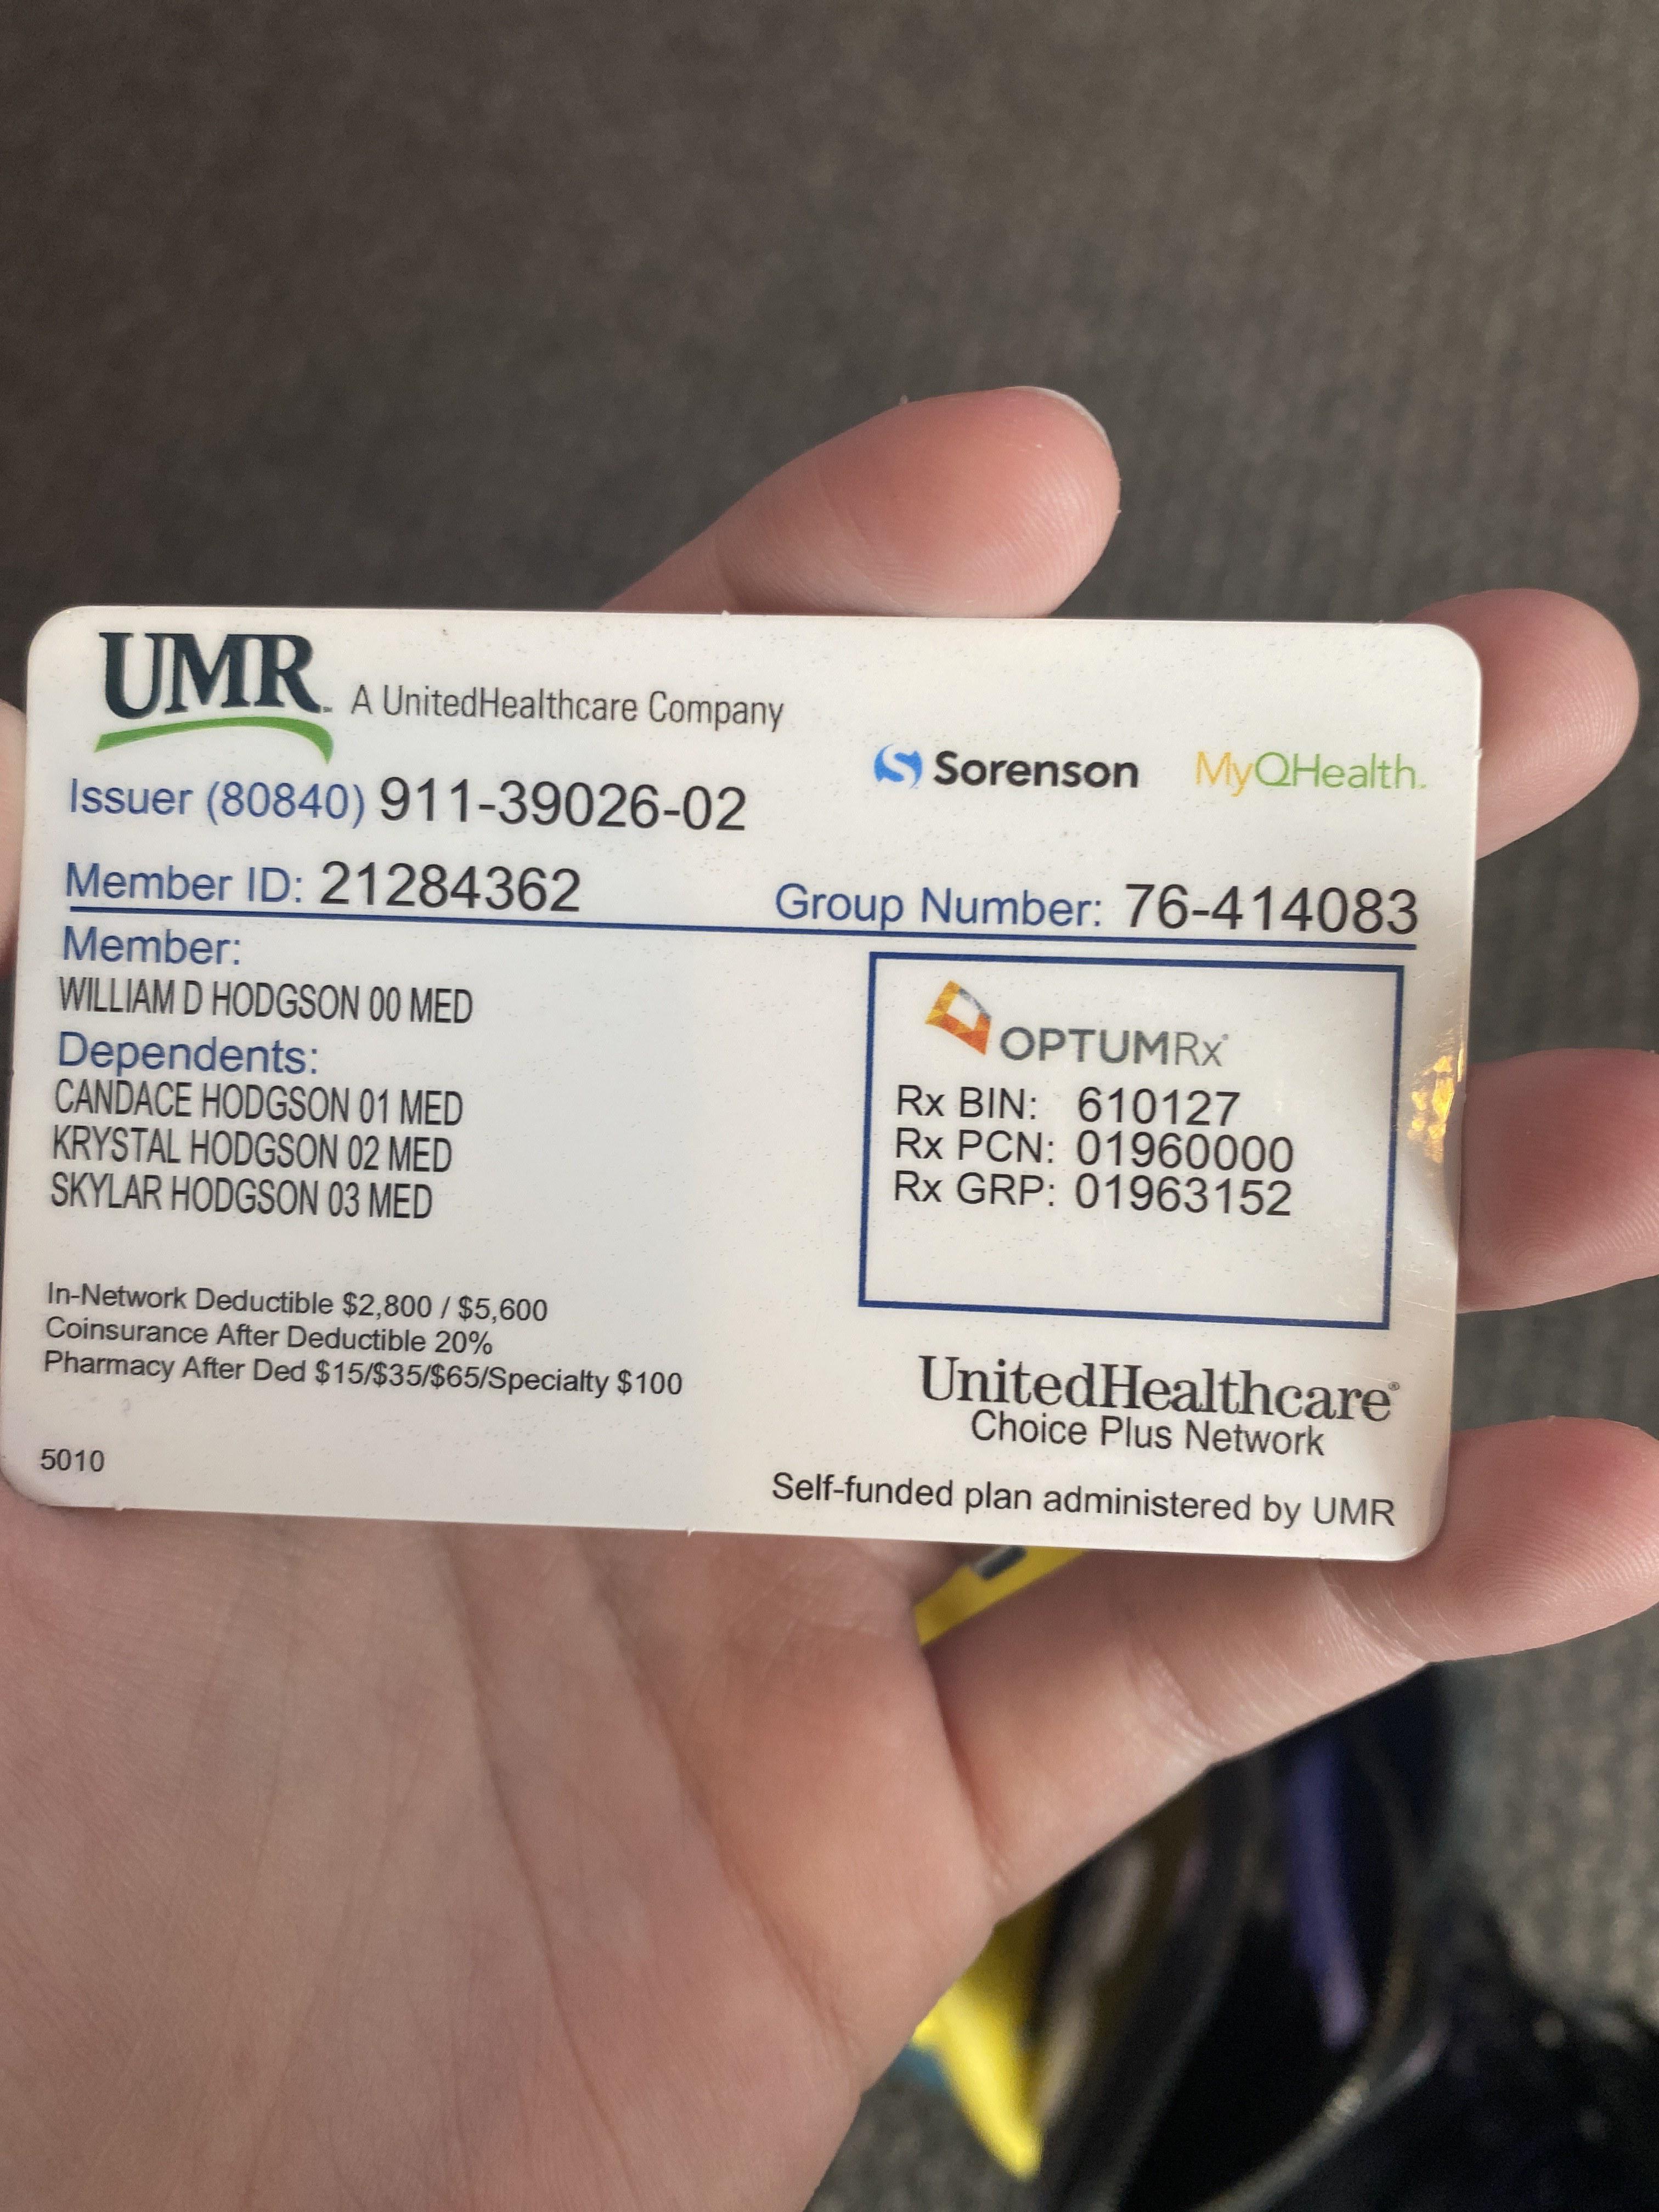 UMR
A UnitedHealthcare Company
Sorenson MyQHealth
Issuer (80840) 911-39026-02
Member ID: 21284362 Group Number: 76-414083
Member:
WILLIAM D HODGSON 00 MED
Dependents:
CANDACE HODGSON 01 MED
KRYSTAL HODGSON 02 MED
SKYLAR HODGSON 03 MED
OPTUMRx®
Rx BIN: 610127
Rx PCN: 01960000
Rx GRP: 01963152
In-Network Deductible $2,800 / $5,600
Coinsurance After Deductible 20%
Pharmacy After Ded $15/$35/$65/Specialty $100
UnitedHealthcare®
Choice Plus Network
5010
Self-funded plan administered by UMR